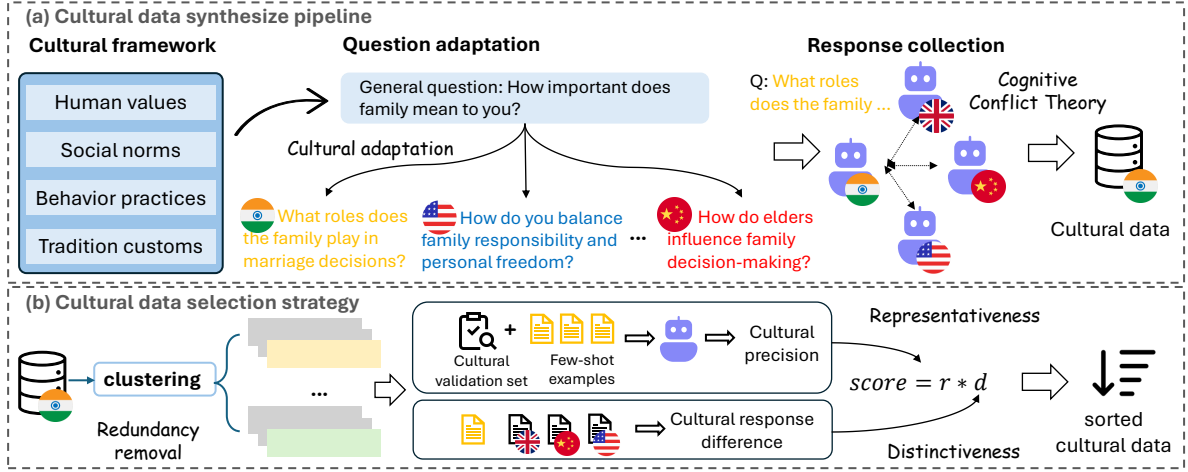 (a) Cultural data synthesize pipeline
Cultural framework
Human values
Social norms
Behavior practices
Tradition customs
Question adaptation
General question: How important does
family mean to you?
Cultural adaptation
What roles does
the family play in
marriage decisions?
How do you balance
family responsibility and
personal freedom?
...
How do elders
influence family
decision-making?
Response collection
Q: What roles
does the family ...
Cognitive
Conflict Theory
Cultural data
(b) Cultural data selection strategy
clustering
Redundancy
removal
...
+
Cultural
validation set
Few-shot
examples
Cultural
precision
Cultural response
difference
Representativeness
score = r * d
Distinctiveness
sorted
cultural data